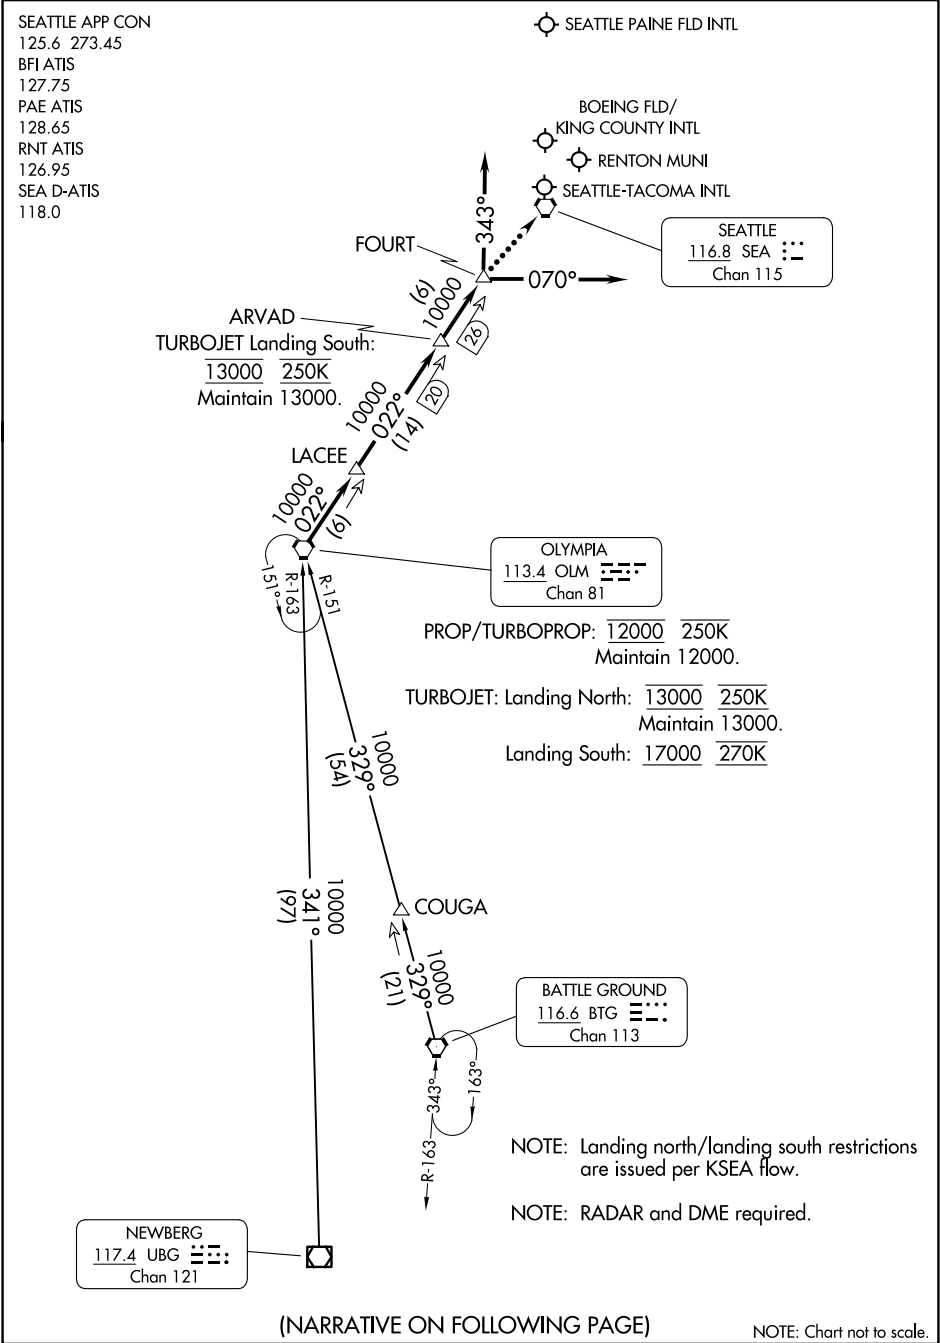 SEATTLE APP CON
125.6 273.45
BFI ATIS
127.75
PAE ATIS
128.65
RNT ATIS
126.95
SEA D-ATIS
118.0
SEATTLE PAINE FLD INTL
BOEING FLD/
KING COUNTY INTL
RENTON MUNI
SEATTLE-TACOMA INTL
SEATTLE
116.8 SEA
Chan 115
343°
070°
FOURT
(6)
10000
26
ARVAD
TURBOJET Landing South:
13000 250K
Maintain 13000.
10000
022°
(14)
20
LACEE
10000
022°
(6)
OLYMPIA
113.4 OLM
Chan 81
151°
R-163
R-151
PROP/TURBOPROP: 12000 250K
Maintain 12000.
TURBOJET: Landing North: 13000 250K
Maintain 13000.
Landing South: 17000 270K
10000
329°
(54)
10000
341°
(97)
COUGA
10000
329°
(21)
BATTLE GROUND
116.6 BTG
Chan 113
343°
163°
R-163
NOTE: Landing north/landing south restrictions
are issued per KSEA flow.
NOTE: RADAR and DME required.
NEWBERG
117.4 UBG
Chan 121
(NARRATIVE ON FOLLOWING PAGE)
NOTE: Chart not to scale.